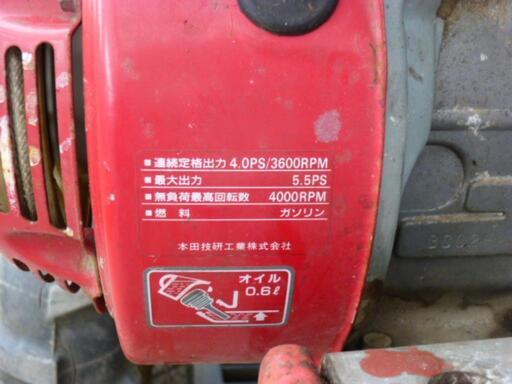 ■ 連続定格出力 4.0PS/3600RPM
■ 最大出力 5.5PS
■ 無負荷最高回転数 4000RPM
■ 燃料 ガソリン
本田技研工業株式会社
オイル
0.6ℓ